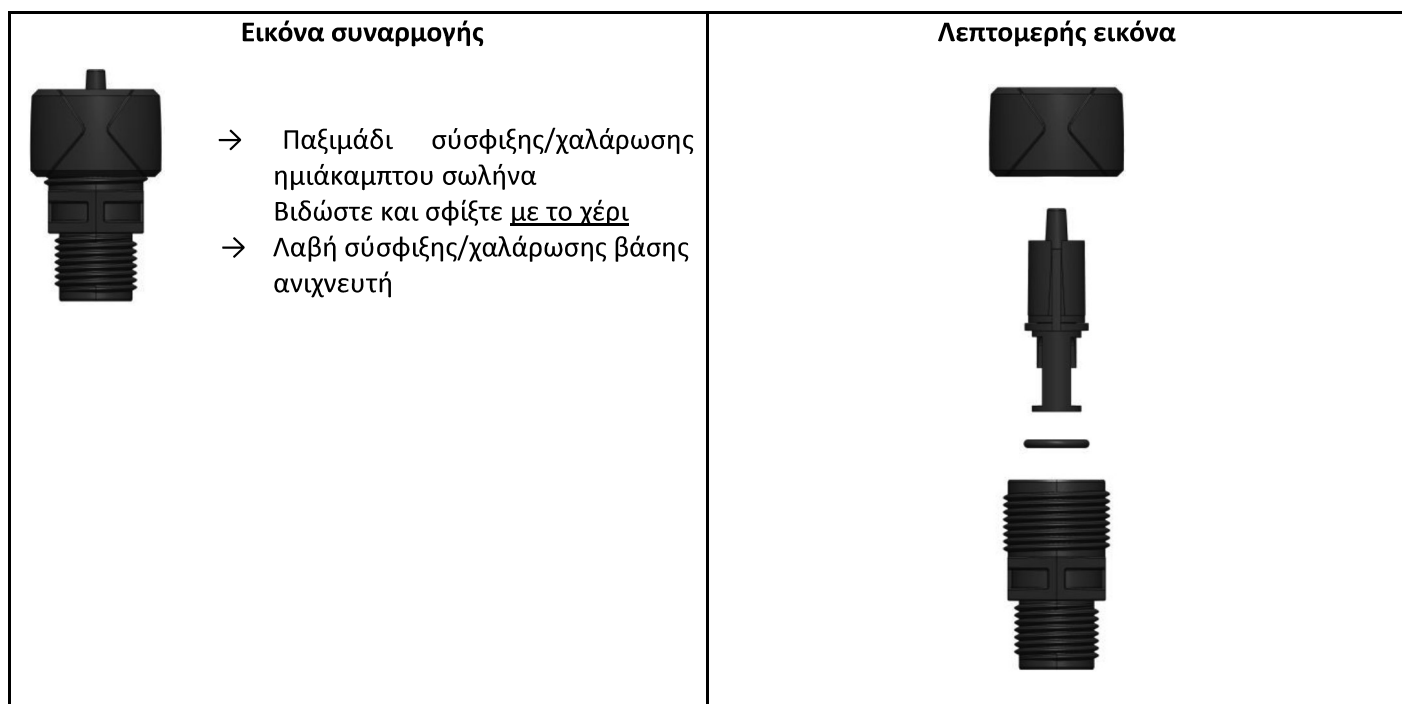 Εικόνα συναρμογής
→ Παξιμάδι σύσφιξης/χαλάρωσης
ημιάκαμπτου σωλήνα
Βιδώστε και σφίξτε με το χέρι
→ Λαβή σύσφιξης/χαλάρωσης βάσης
ανιχνευτή
Λεπτομερής εικόνα